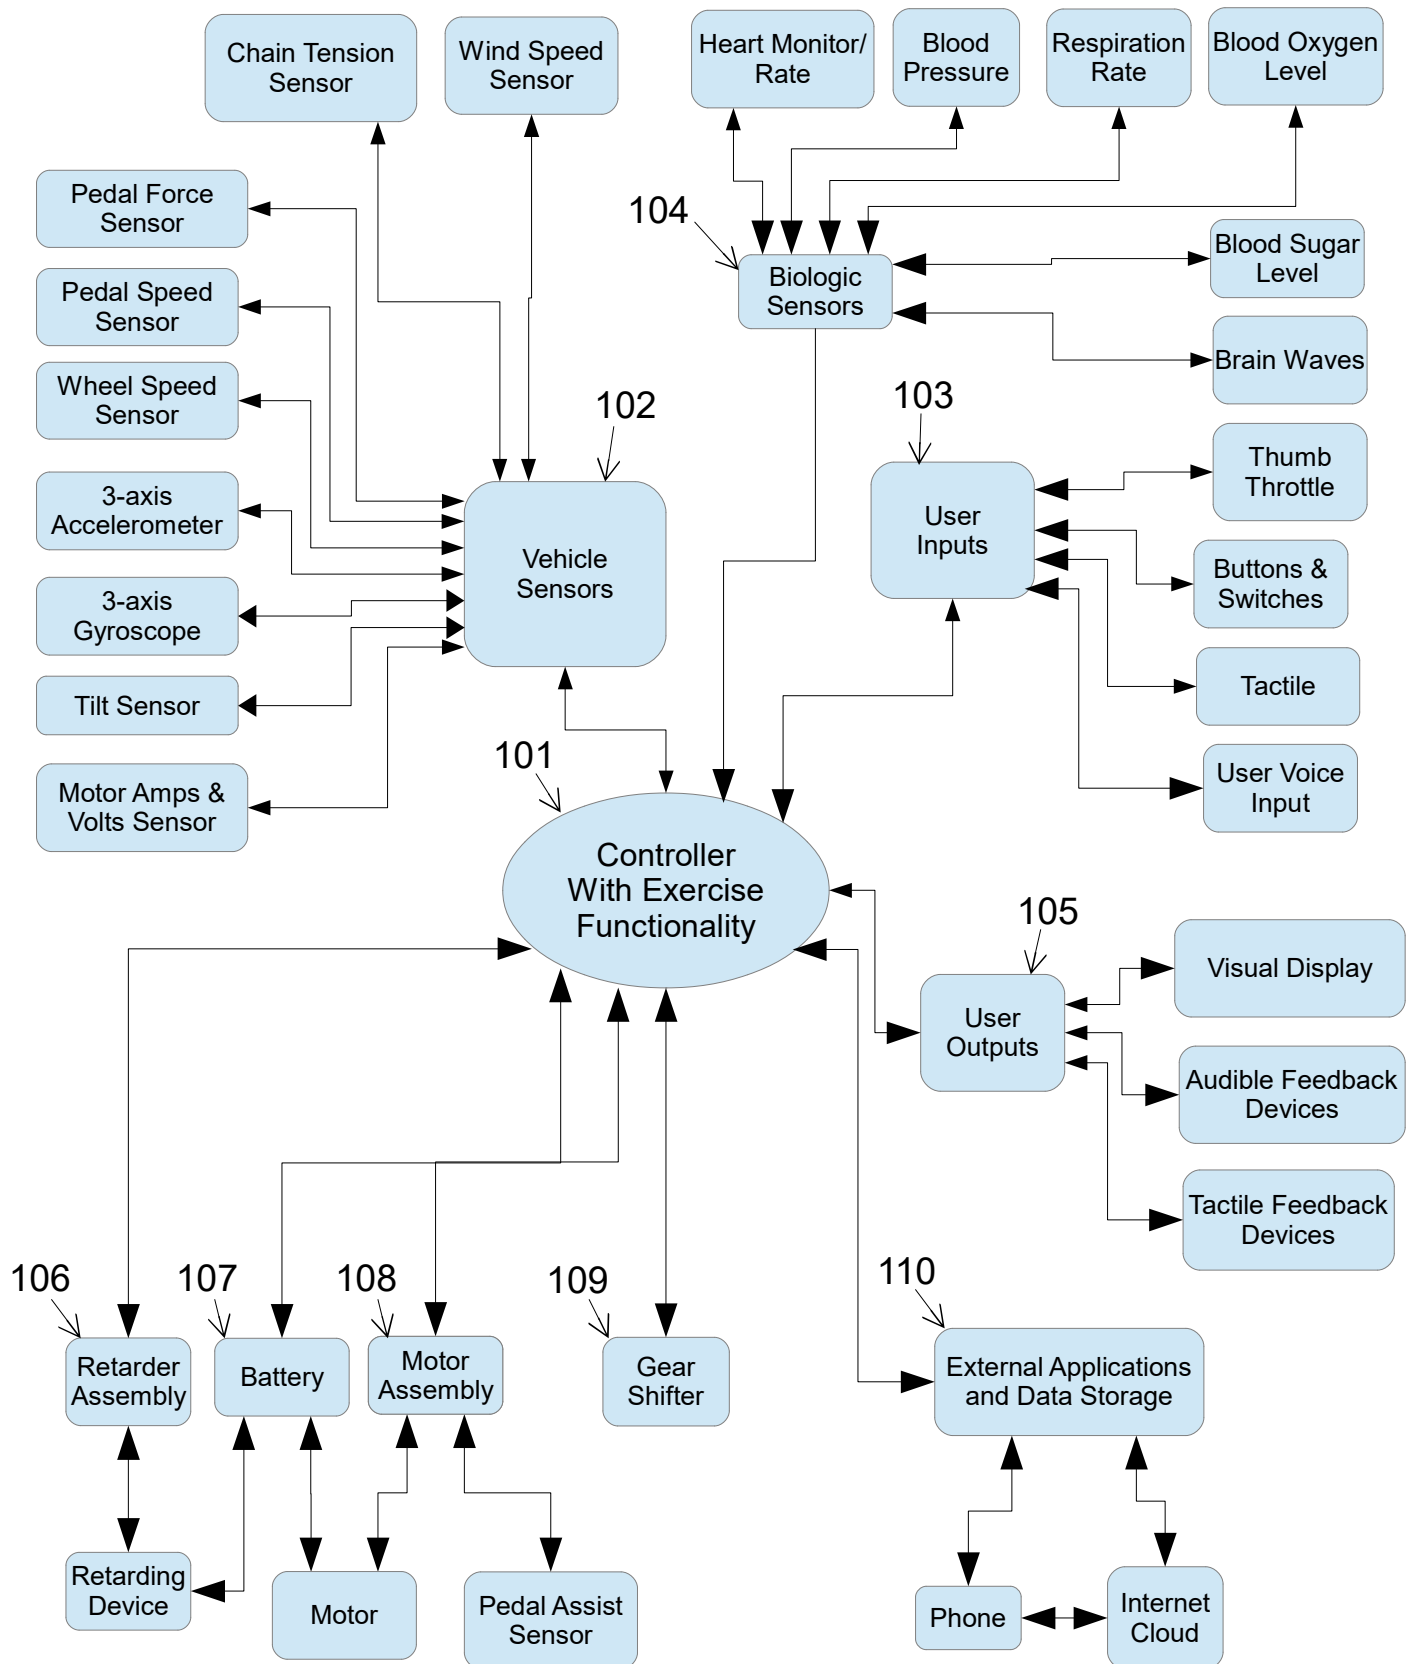 Chain Tension
Sensor
Wind Speed
Sensor
Heart Monitor/
Rate
Blood
Pressure
Respiration
Rate
Blood Oxygen
Level
Pedal Force
Sensor
104
Biologic
Sensors
Blood Sugar
Level
Pedal Speed
Sensor
Brain Waves
Wheel Speed
Sensor
102
103
Thumb
Throttle
3-axis
Accelerometer
Vehicle
Sensors
User
Inputs
Buttons &
Switches
3-axis
Gyroscope
Tactile
Tilt Sensor
101
User Voice
Input
Motor Amps &
Volts Sensor
Controller
With Exercise
Functionality
105
Visual Display
User
Outputs
Audible Feedback
Devices
Tactile Feedback
Devices
106
107
108
109
110
Retarder
Assembly
Battery
Motor
Assembly
Gear
Shifter
External Applications
and Data Storage
Retarding
Device
Motor
Pedal Assist
Sensor
Phone
Internet
Cloud